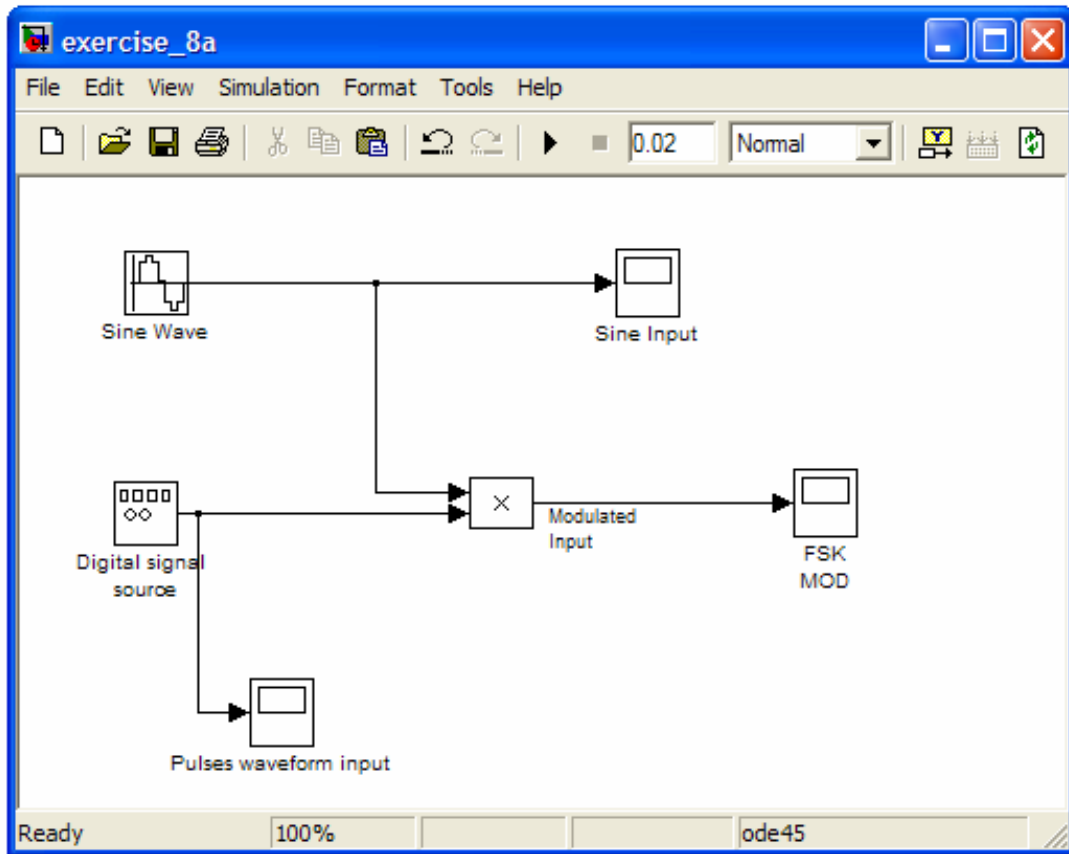 exercise_8a
File Edit View Simulation Format Tools Help
0.02 Normal
Sine Wave
Sine Input
×
Modulated
Input
Digital signal
source
FSK
MOD
Pulses waveform input
Ready 100% ode45